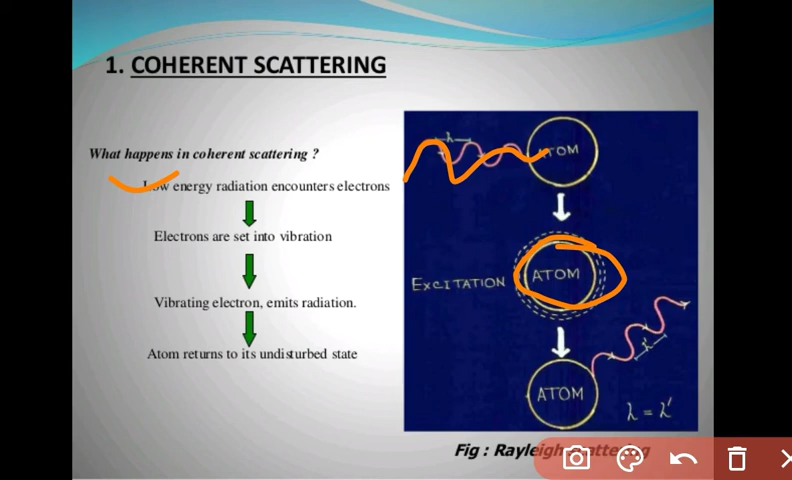 1. COHERENT SCATTERING
What happens in coherent scattering ?
Low energy radiation encounters electrons
Electrons are set into vibration
Vibrating electron, emits radiation.
Atom returns to its undisturbed state
λ
ATOM
EXCITATION
ATOM
λ'
ATOM
λ = λ'
Fig : Rayleigh scattering